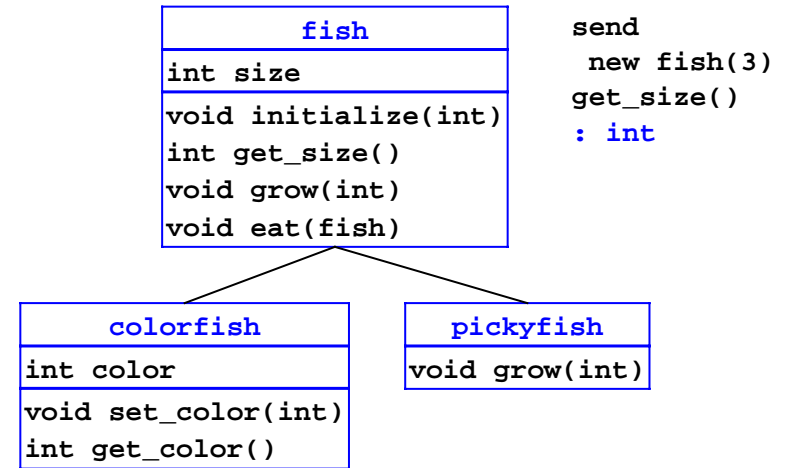 fish
int size
void initialize(int)
int get_size()
void grow(int)
void eat(fish)
send
new fish(3)
get_size()
: int
colorfish
int color
void set_color(int)
int get_color()
pickyfish
void grow(int)